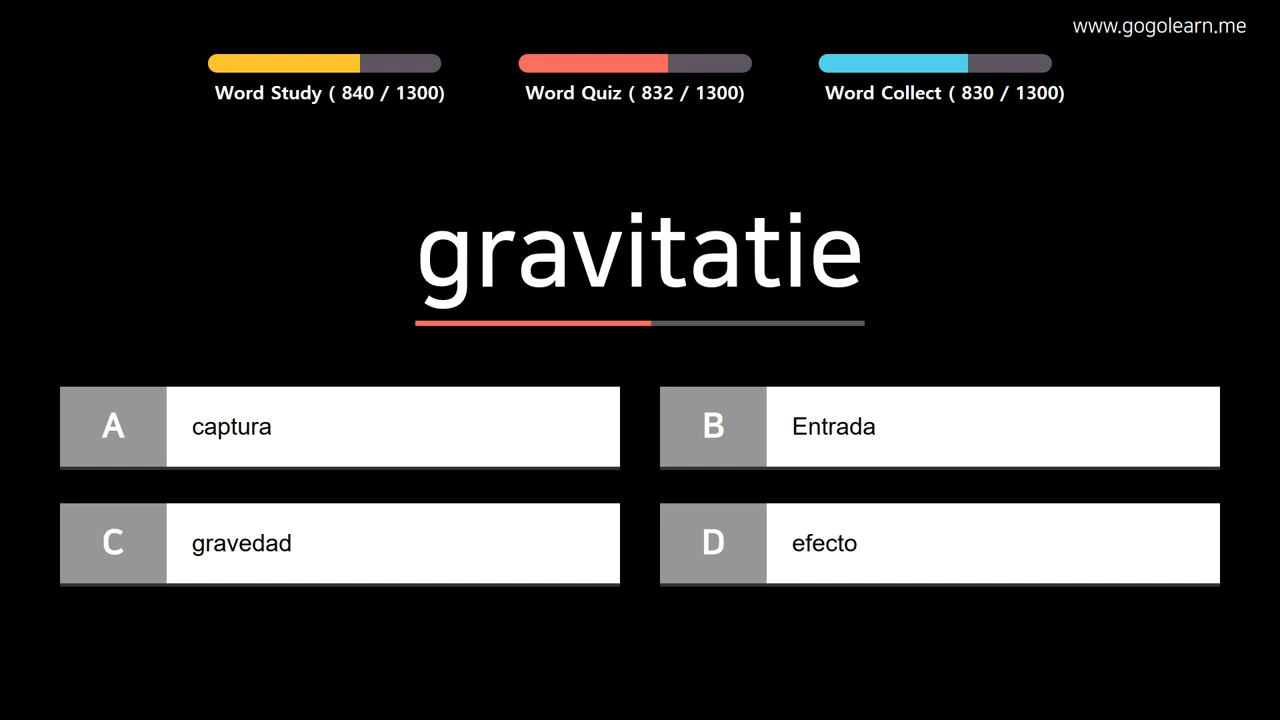 www.gogolearn.me
Word Study ( 840 / 1300)
Word Quiz ( 832 / 1300)
Word Collect ( 830 / 1300)
gravitatie
A captura
B Entrada
C gravedad
D efecto